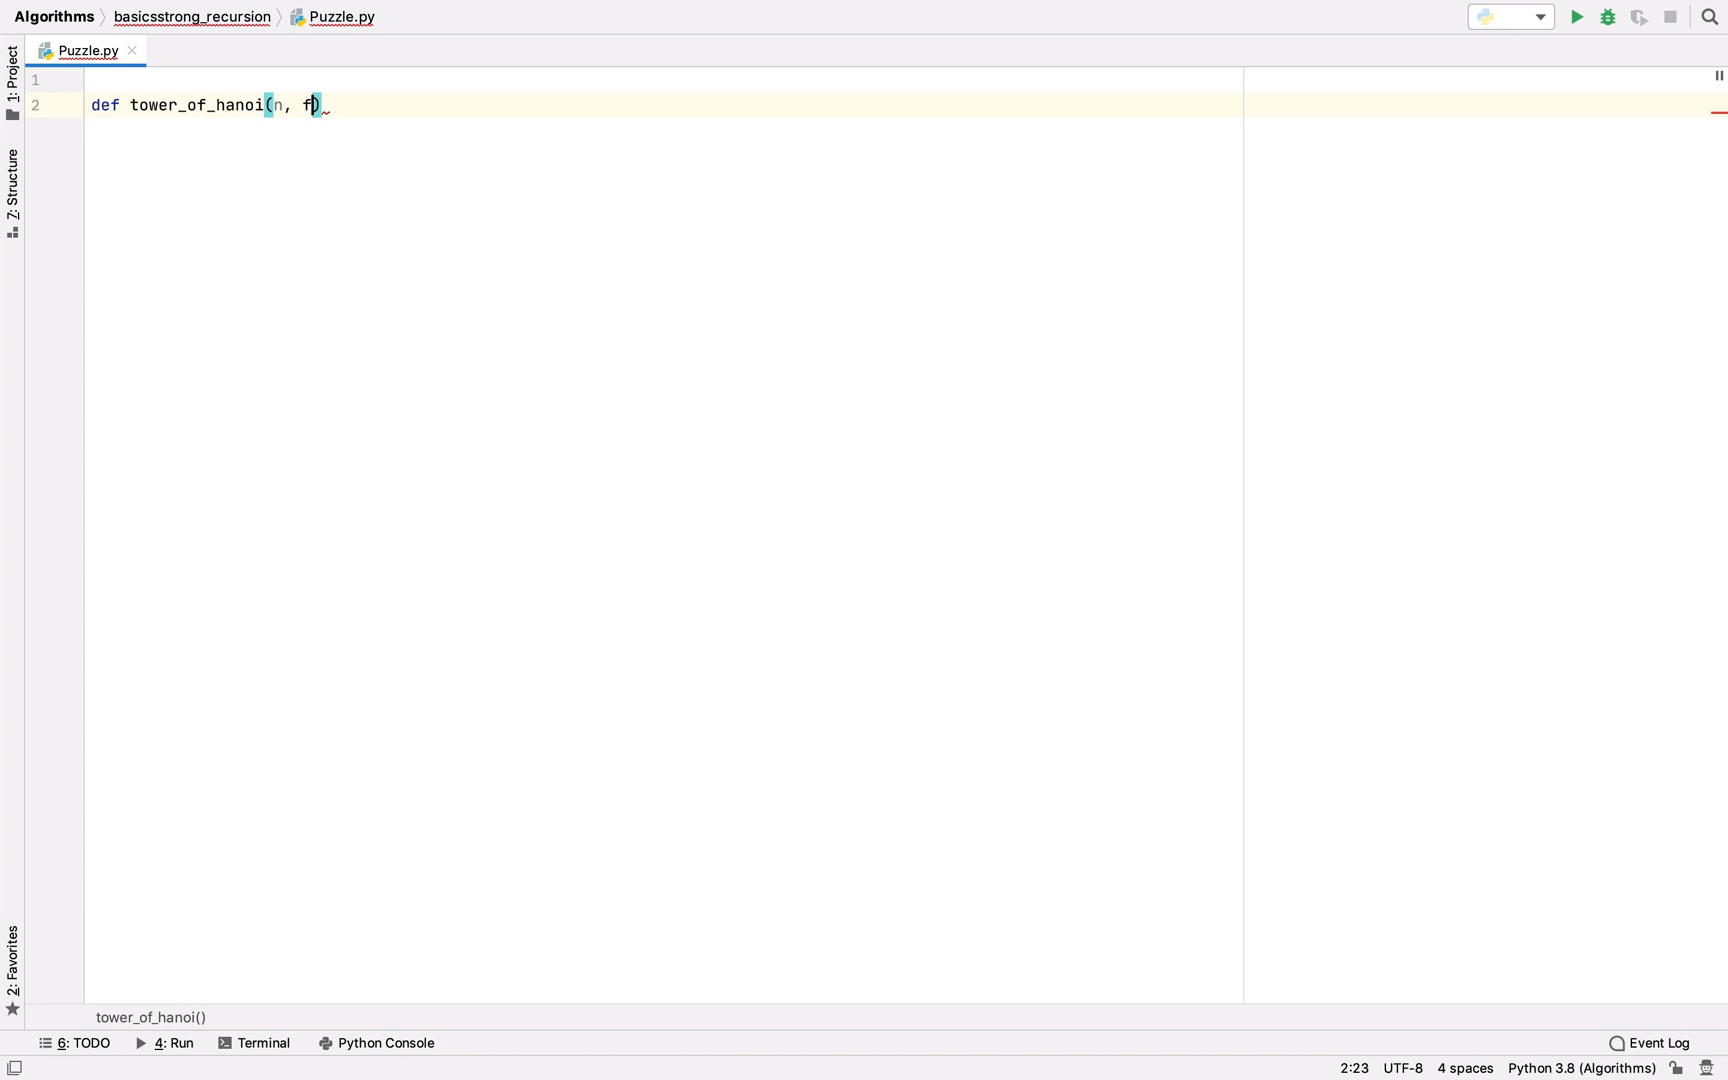 Algorithms basicsstrong_recursion Puzzle.py
Puzzle.py
1: Project
7: Structure
2: Favorites
1
2 def tower_of_hanoi(n, f)
tower_of_hanoi()
6: TODO 4: Run Terminal Python Console Event Log
2:23 UTF-8 4 spaces Python 3.8 (Algorithms)